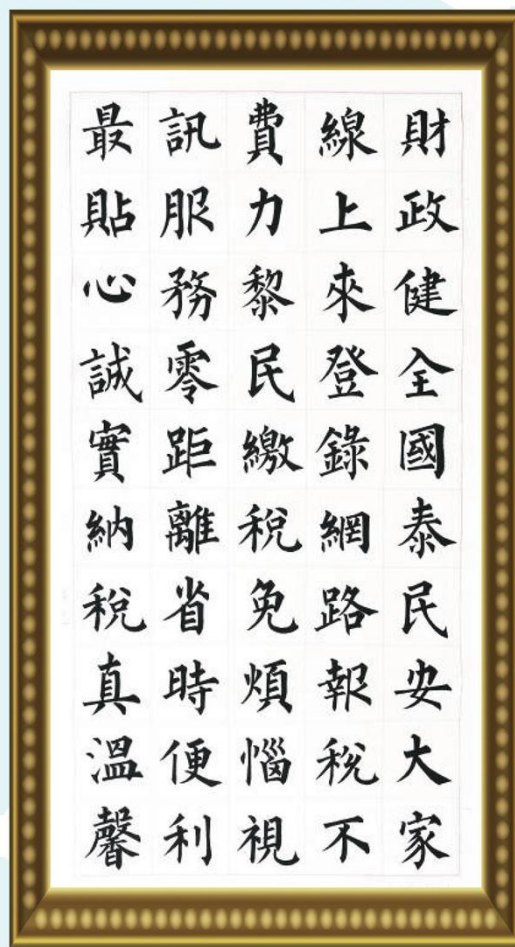 財政健全國泰民安大家
線上來登錄網路報稅不
費力黎民繳稅免煩惱視
訊服務零距離省時便利
最貼心誠實納稅真溫馨